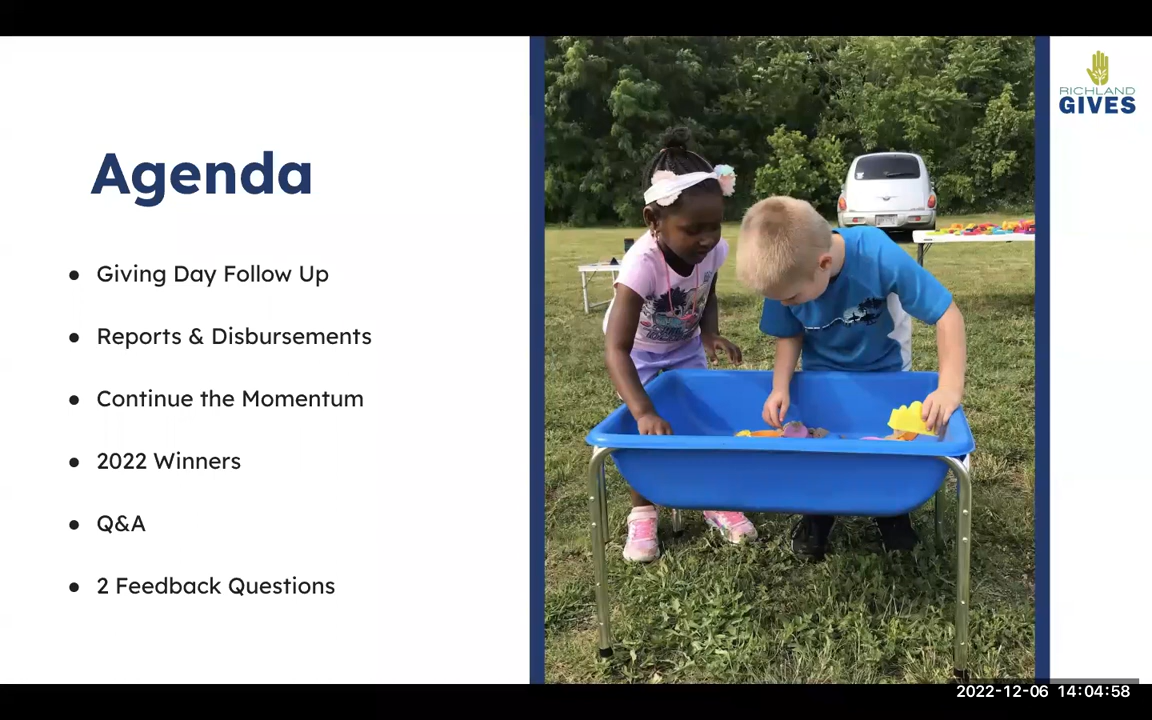 Agenda
• Giving Day Follow Up
• Reports & Disbursements
• Continue the Momentum
• 2022 Winners
• Q&A
• 2 Feedback Questions
RICHLAND
GIVES
2022-12-06 14:04:58